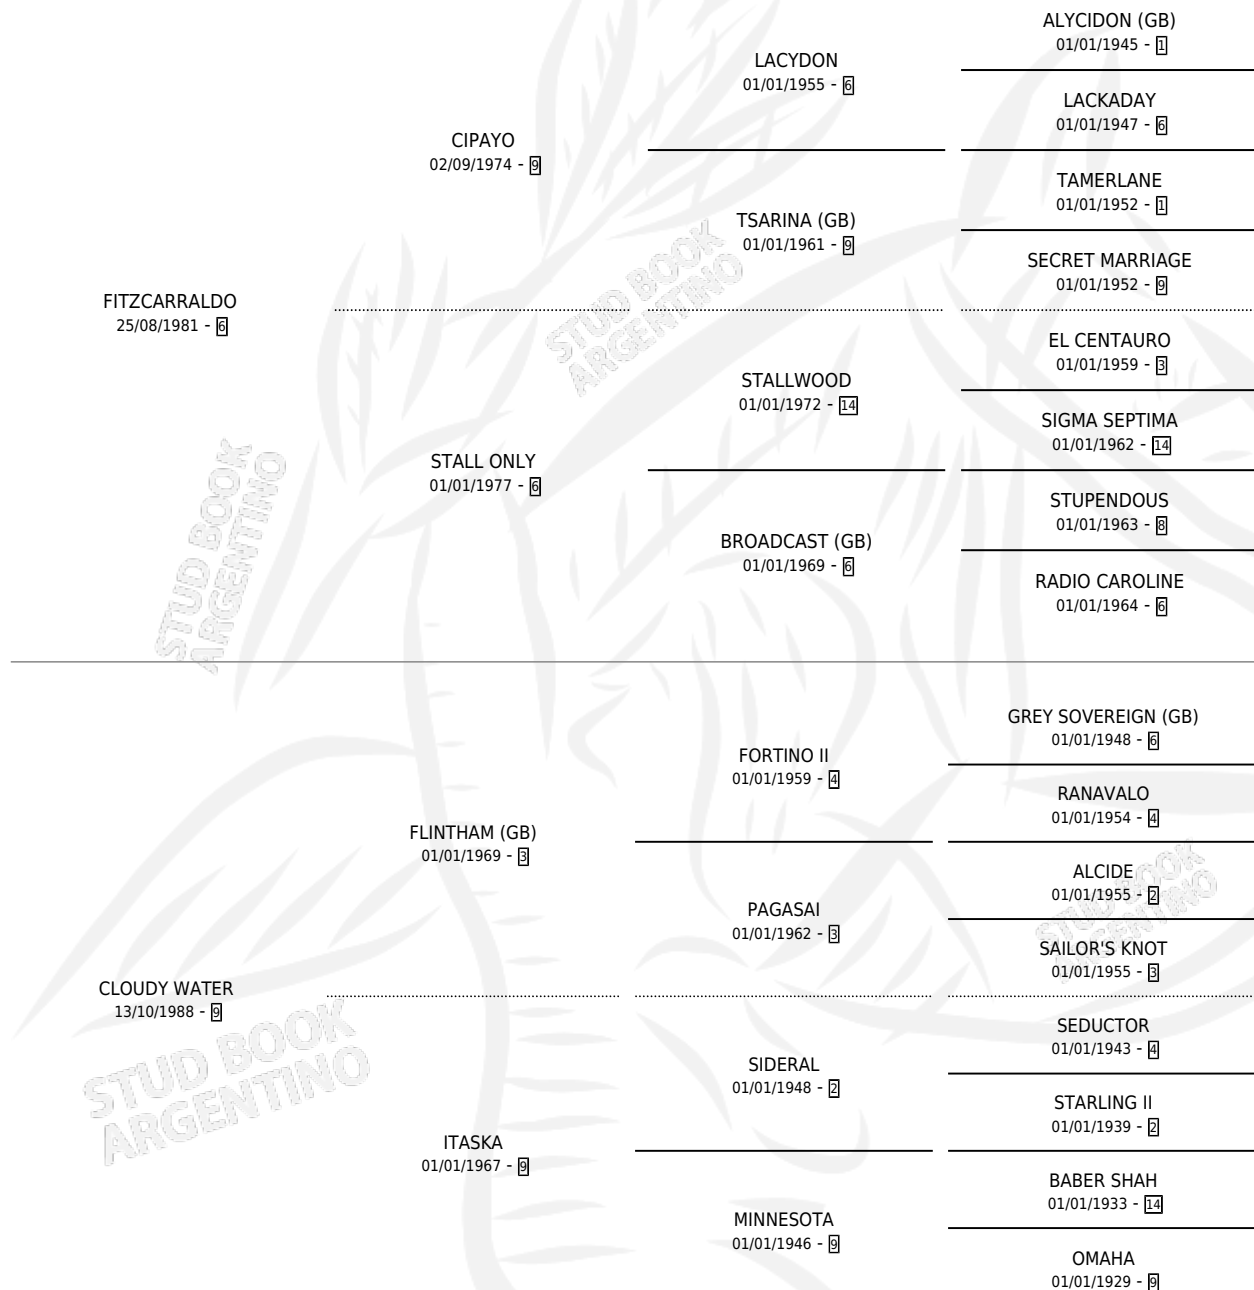 ALYCIDON (GB)
01/01/1945 - 1
LACYDON
01/01/1955 - 6
LACKADAY
01/01/1947 - 6
CIPAYO
02/09/1974 - 9
TAMERLANE
01/01/1952 - 1
TSARINA (GB)
01/01/1961 - 9
SECRET MARRIAGE
01/01/1952 - 9
FITZCARRALDO
25/08/1981 - 6
STUD BOOK
ARGENTINO
EL CENTAURO
01/01/1959 - 3
STALLWOOD
01/01/1972 - 14
SIGMA SEPTIMA
01/01/1962 - 14
STALL ONLY
01/01/1977 - 6
STUPENDOUS
01/01/1963 - 8
BROADCAST (GB)
01/01/1969 - 6
RADIO CAROLINE
01/01/1964 - 6
STUD BOOK
ARGENTINO
GREY SOVEREIGN (GB)
01/01/1948 - 6
FORTINO II
01/01/1959 - 4
RANAVALO
01/01/1954 - 4
FLINTHAM (GB)
01/01/1969 - 3
ALCIDE
01/01/1955 - 2
PAGASAI
01/01/1962 - 3
STUD BOOK
ARGENTINO
SAILOR'S KNOT
01/01/1955 - 3
CLOUDY WATER
13/10/1988 - 9
SEDUCTOR
01/01/1943 - 4
STUD BOOK
ARGENTINO
SIDERAL
01/01/1948 - 2
STARLING II
01/01/1939 - 2
ITASKA
01/01/1967 - 9
BABER SHAH
01/01/1933 - 14
MINNESOTA
01/01/1946 - 9
OMAHA
01/01/1929 - 9